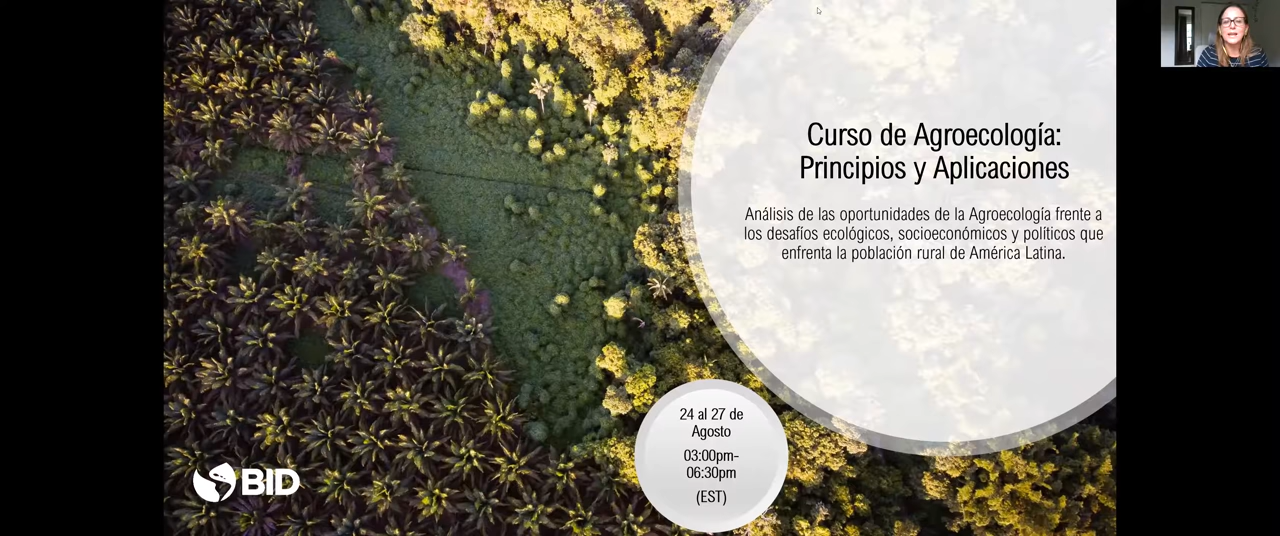 Curso de Agroecología:
Principios y Aplicaciones
Análisis de las oportunidades de la Agroecología frente a
los desafíos ecológicos, socioeconómicos y políticos que
enfrenta la población rural de América Latina.
24 al 27 de
Agosto
03:00pm-
06:30pm
(EST)
BID